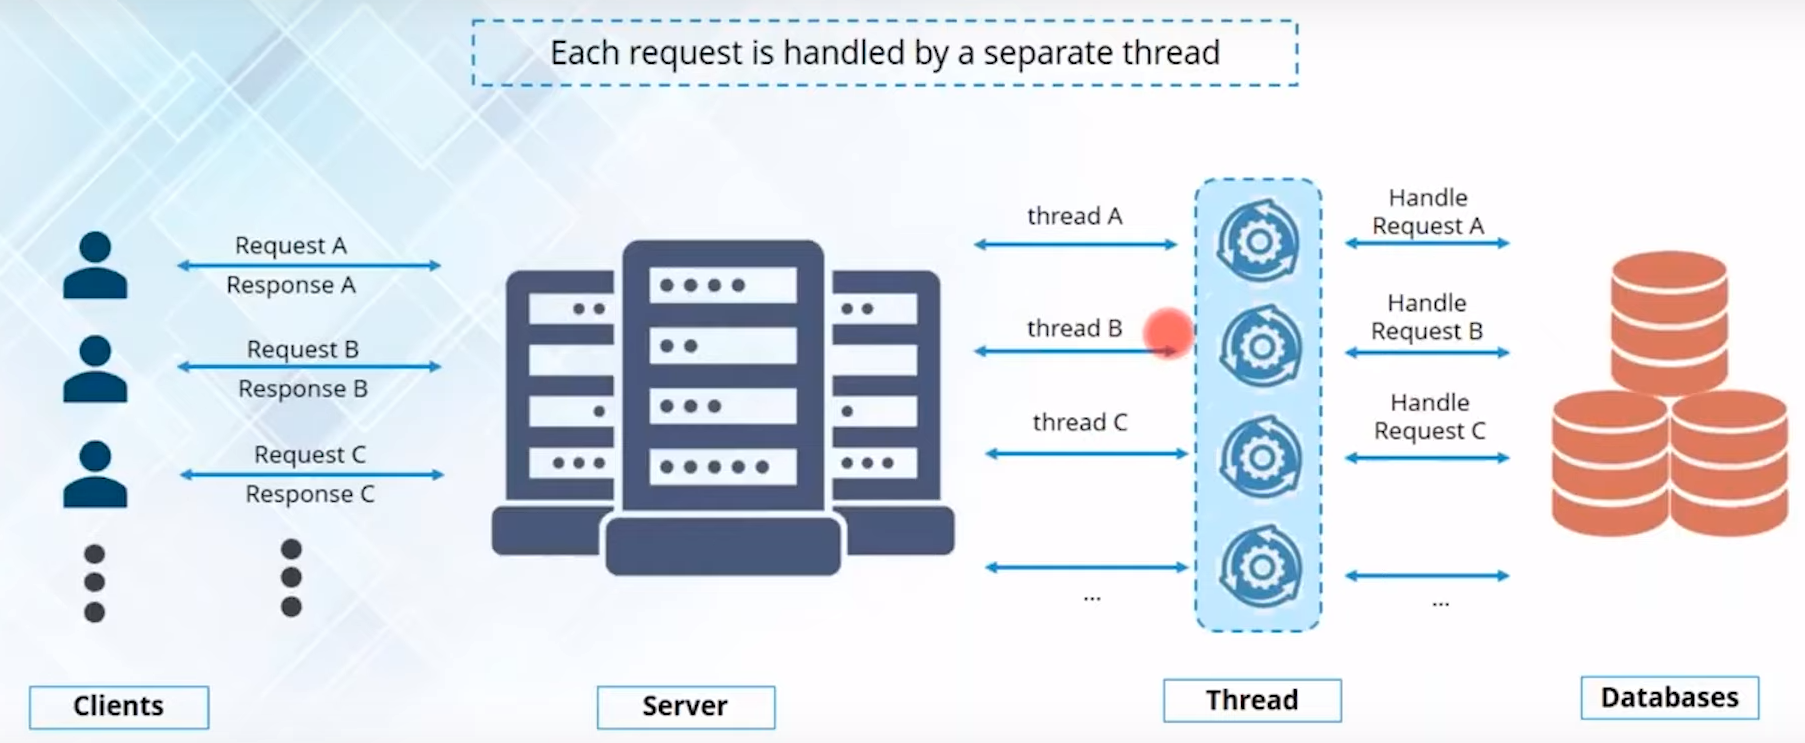 Each request is handled by a separate thread
Request A
Response A
Request B
Response B
Request C
Response C
thread A
thread B
thread C
...
Handle
Request A
Handle
Request B
Handle
Request C
...
Clients
Server
Thread
Databases